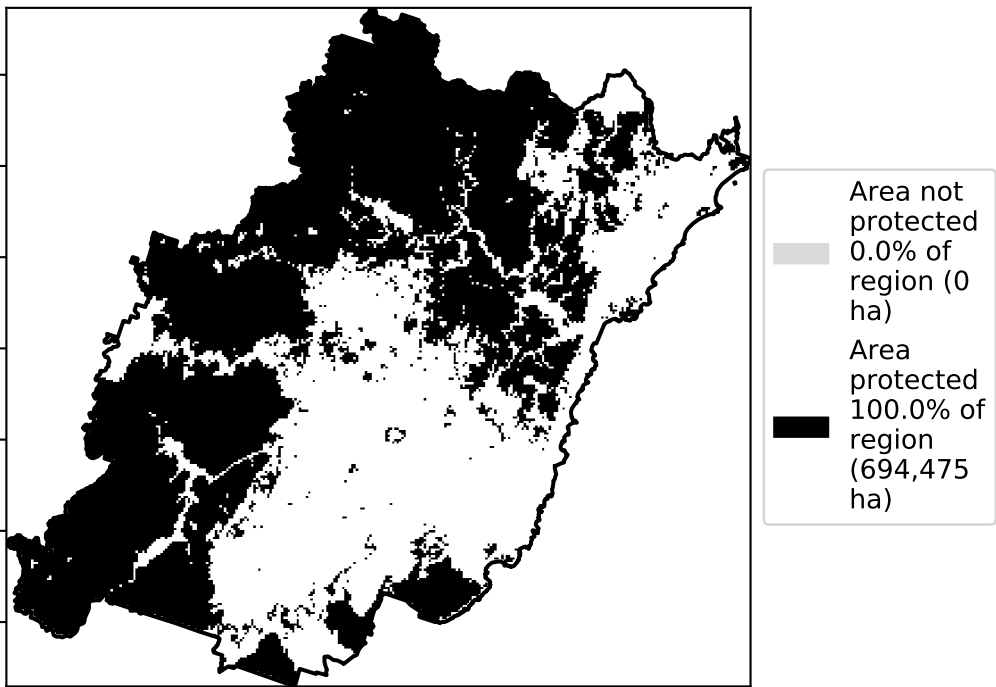 Area not
protected
0.0% of
region (0
ha)
Area
protected
100.0% of
region
(694,475
ha)